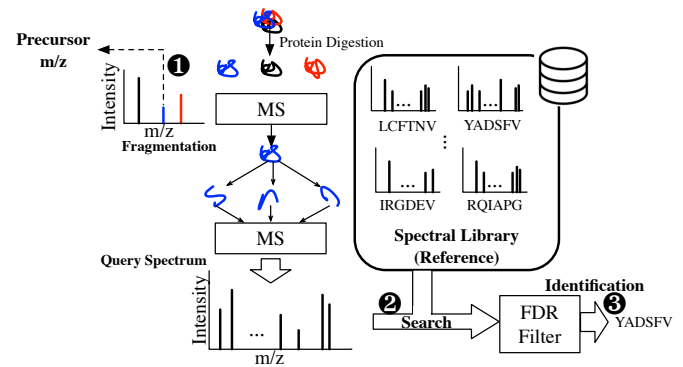 Precursor
m/z
❶
Intensity
m/z
Fragmentation
Protein Digestion
MS
MS
Query Spectrum
Intensity
...
m/z
...
...
LCFTNV
YADSFV
...
...
...
IRGDEV
RQIAPG
Spectral Library
(Reference)
❷
Search
FDR
Filter
Identification
❸
YADSFV